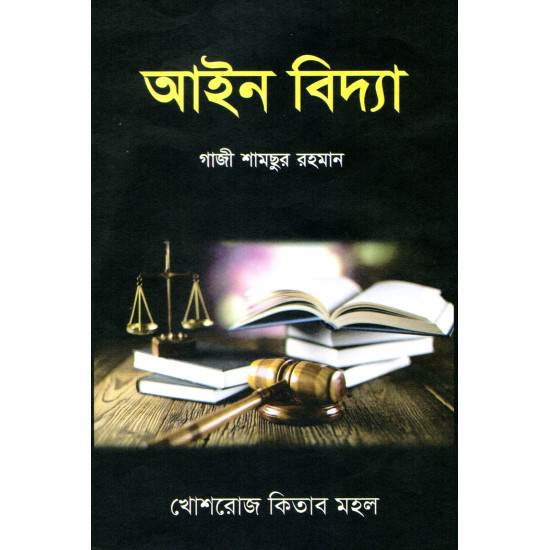 আইন বিদ্যা
গাজী শামছুর রহমান
খোশরোজ কিতাব মহল